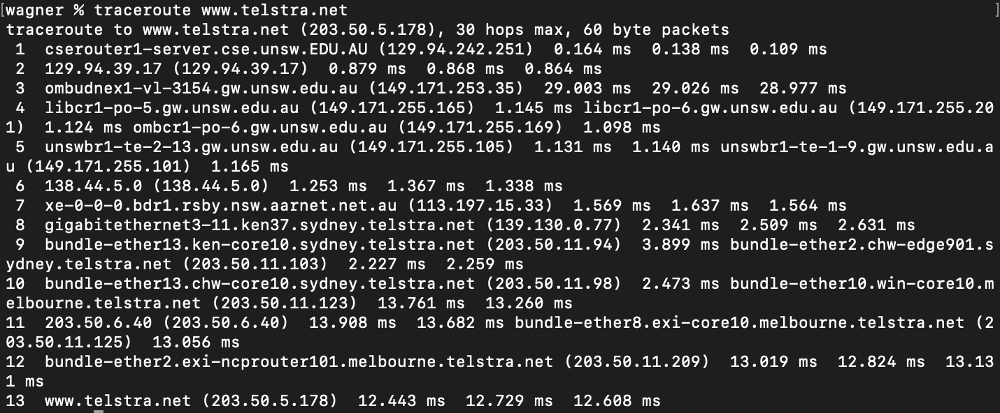 [wagner % traceroute www.telstra.net ]
traceroute to www.telstra.net (203.50.5.178), 30 hops max, 60 byte packets
 1  cserouter1-server.cse.unsw.EDU.AU (129.94.242.251)  0.164 ms  0.138 ms  0.109 ms
 2  129.94.39.17 (129.94.39.17)  0.879 ms  0.868 ms  0.864 ms
 3  ombudnex1-vl-3154.gw.unsw.edu.au (149.171.253.35)  29.003 ms  29.026 ms  28.977 ms
 4  libcr1-po-5.gw.unsw.edu.au (149.171.255.165)  1.145 ms libcr1-po-6.gw.unsw.edu.au (149.171.255.20
1)  1.124 ms ombcr1-po-6.gw.unsw.edu.au (149.171.255.169)  1.098 ms
 5  unswbr1-te-2-13.gw.unsw.edu.au (149.171.255.105)  1.131 ms  1.140 ms unswbr1-te-1-9.gw.unsw.edu.a
u (149.171.255.101)  1.165 ms
 6  138.44.5.0 (138.44.5.0)  1.253 ms  1.367 ms  1.338 ms
 7  xe-0-0-0.bdr1.rsby.nsw.aarnet.net.au (113.197.15.33)  1.569 ms  1.637 ms  1.564 ms
 8  gigabitethernet3-11.ken37.sydney.telstra.net (139.130.0.77)  2.341 ms  2.509 ms  2.631 ms
 9  bundle-ether13.ken-core10.sydney.telstra.net (203.50.11.94)  3.899 ms bundle-ether2.chw-edge901.s
ydney.telstra.net (203.50.11.103)  2.227 ms  2.259 ms
10  bundle-ether13.chw-core10.sydney.telstra.net (203.50.11.98)  2.473 ms bundle-ether10.win-core10.m
elbourne.telstra.net (203.50.11.123)  13.761 ms  13.260 ms
11  203.50.6.40 (203.50.6.40)  13.908 ms  13.682 ms bundle-ether8.exi-core10.melbourne.telstra.net (2
03.50.11.125)  13.056 ms
12  bundle-ether2.exi-ncprouter101.melbourne.telstra.net (203.50.11.209)  13.019 ms  12.824 ms  13.13
1 ms
13  www.telstra.net (203.50.5.178)  12.443 ms  12.729 ms  12.608 ms